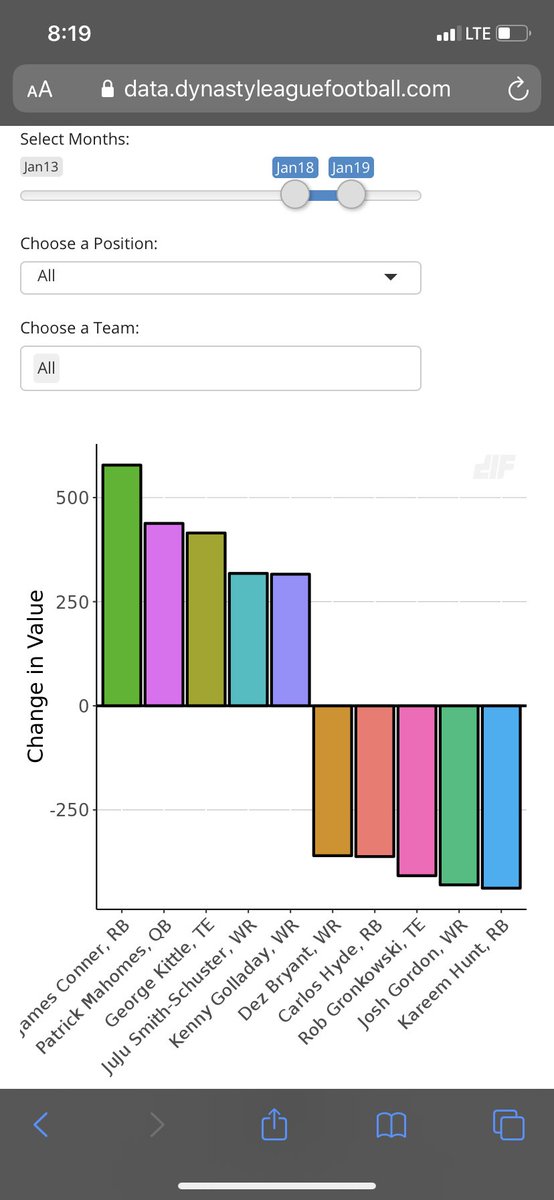 8:19
LTE
AA data.dynastyleaguefootball.com
Select Months:
Jan13 Jan18 Jan19
Choose a Position:
All
Choose a Team:
All
DLF
500
250
0
-250
Change in Value
James Conner, RB
Patrick Mahomes, QB
George Kittle, TE
JuJu Smith-Schuster, WR
Kenny Golladay, WR
Dez Bryant, WR
Carlos Hyde, RB
Rob Gronkowski, TE
Josh Gordon, WR
Kareem Hunt, RB